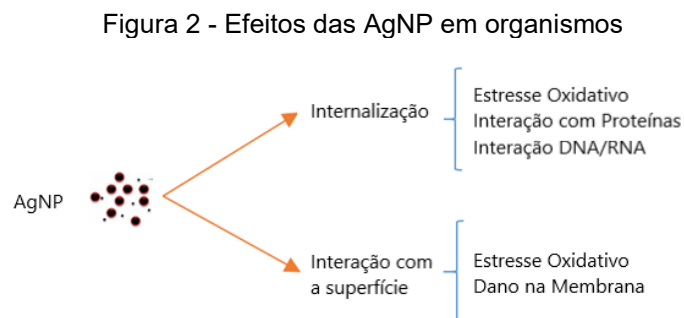 Figura 2 - Efeitos das AgNP em organismos
Internalização
Estresse Oxidativo
Interação com Proteínas
Interação DNA/RNA
AgNP
Interação com
a superfície
Estresse Oxidativo
Dano na Membrana